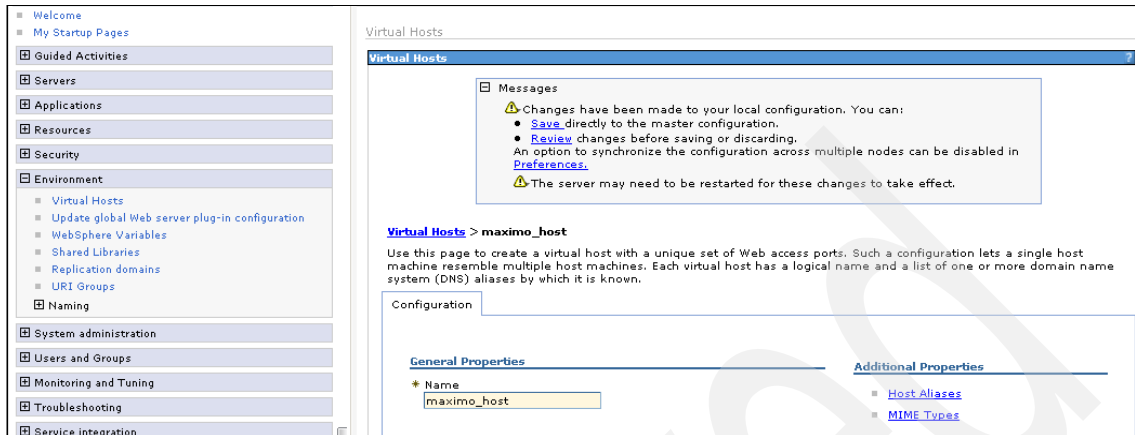 Welcome
My Startup Pages
Guided Activities
Servers
Applications
Resources
Security
Environment
Virtual Hosts
Update global Web server plug-in configuration
WebSphere Variables
Shared Libraries
Replication domains
URI Groups
Naming
System administration
Users and Groups
Monitoring and Tuning
Troubleshooting
Service integration
Virtual Hosts
Virtual Hosts ?
Messages
Changes have been made to your local configuration. You can:
Save directly to the master configuration.
Review changes before saving or discarding.
An option to synchronize the configuration across multiple nodes can be disabled in
Preferences.
The server may need to be restarted for these changes to take effect.
Virtual Hosts > maximo_host
Use this page to create a virtual host with a unique set of Web access ports. Such a configuration lets a single host
machine resemble multiple host machines. Each virtual host has a logical name and a list of one or more domain name
system (DNS) aliases by which it is known.
Configuration
General Properties
* Name
maximo_host
Additional Properties
Host Aliases
MIME Types